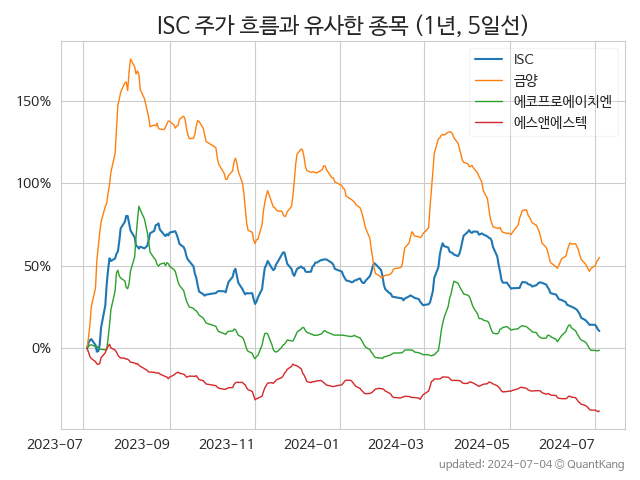 ISC 주가 흐름과 유사한 종목 (1년, 5일선)
ISC
금양
에코프로에이치엔
에스앤에스텍
150%
100%
50%
0%
2023-07 2023-09 2023-11 2024-01 2024-03 2024-05 2024-07
updated: 2024-07-04 @ QuantKang